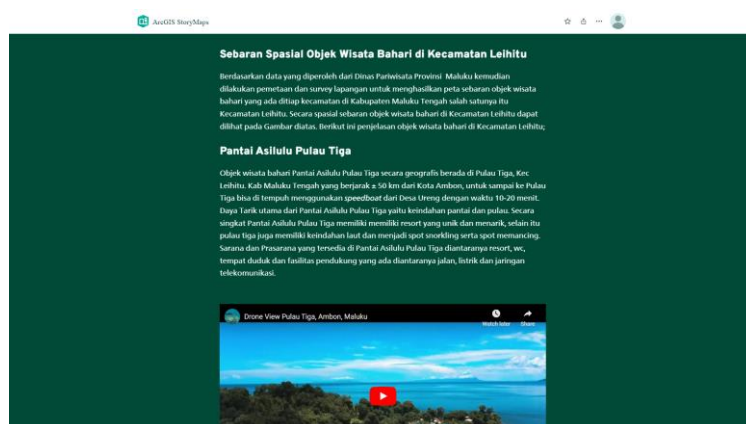 ArcGIS StoryMaps
Sebaran Spasial Objek Wisata Bahari di Kecamatan Leihitu
Berdasarkan data yang diperoleh dari Dinas Pariwisata Provinsi Maluku kemudian
dilakukan pemetaan dan survey lapangan untuk menghasilkan peta sebaran objek wisata
bahari yang ada ditiap kecamatan di Kabupaten Maluku Tengah salah satunya itu
Kecamatan Leihitu. Secara spasial sebaran objek wisata bahari di Kecamatan Leihitu dapat
dilihat pada Gambar diatas. Berikut ini penjelasan objek wisata bahari di Kecamatan Leihitu;
Pantai Asilulu Pulau Tiga
Objek wisata bahari Pantai Asilulu Pulau Tiga secara geografis berada di Pulau Tiga, Kec
Leihitu. Kab Maluku Tengah yang berjarak ± 50 km dari Kota Ambon, untuk sampai ke Pulau
Tiga bisa di tempuh menggunakan speedboat dari Desa Ureng dengan waktu 10-20 menit.
Daya Tarik utama dari Pantai Asilulu Pulau Tiga yaitu keindahan pantai dan pulau. Secara
singkat Pantai Asilulu Pulau Tiga memiliki memiliki resort yang unik dan menarik, selain itu
pulau tiga juga memiliki keindahan laut dan menjadi spot snorkling serta spot memancing.
Sarana dan Prasarana yang tersedia di Pantai Asilulu Pulau Tiga diantaranya resort, wc,
tempat duduk dan fasilitas pendukung yang ada diantaranya jalan, listrik dan jaringan
telekomunikasi.
Drone View Pulau Tiga, Ambon, Maluku
Watch later Share